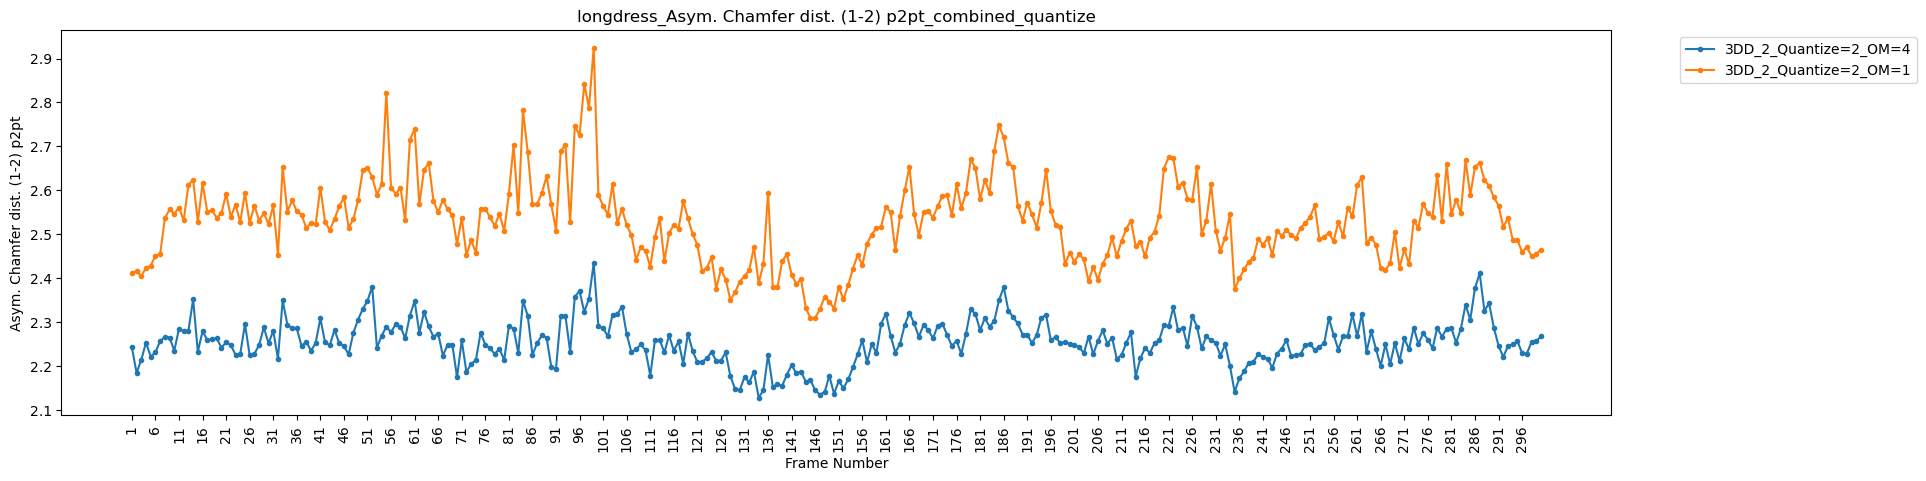 longdress_Asym. Chamfer dist. (1-2) p2pt_combined_quantize
3DD_2_Quantize=2_OM=4
3DD_2_Quantize=2_OM=1
Asym. Chamfer dist. (1-2) p2pt
2.9
2.8
2.7
2.6
2.5
2.4
2.3
2.2
2.1
1 6 11 16 21 26 31 36 41 46 51 56 61 66 71 76 81 86 91 96 101 106 111 116 121 126 131 136 141 146 151 156 161 166 171 176 181 186 191 196 201 206 211 216 221 226 231 236 241 246 251 256 261 266 271 276 281 286 291 296
Frame Number